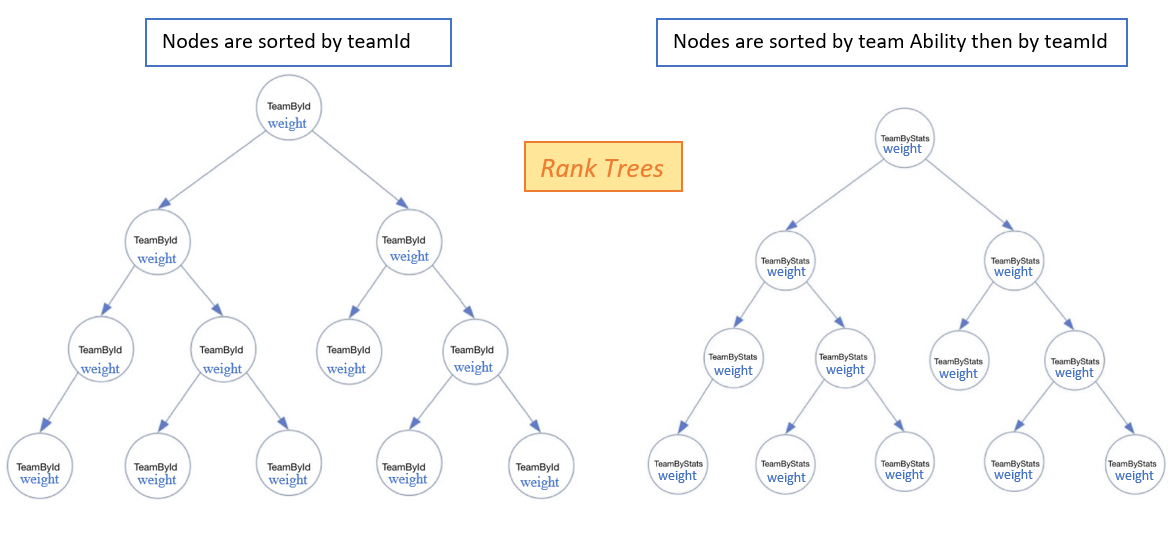 Nodes are sorted by teamId
Nodes are sorted by team Ability then by teamId
Rank Trees
TeamById
weight
TeamByStats
weight
TeamById
weight
TeamById
weight
TeamByStats
weight
TeamByStats
weight
TeamById
weight
TeamById
weight
TeamById
weight
TeamById
weight
TeamByStats
weight
TeamByStats
weight
TeamByStats
weight
TeamByStats
weight
TeamById
weight
TeamById
weight
TeamById
weight
TeamById
weight
TeamById
weight
TeamByStats
weight
TeamByStats
weight
TeamByStats
weight
TeamByStats
weight
TeamByStats
weight